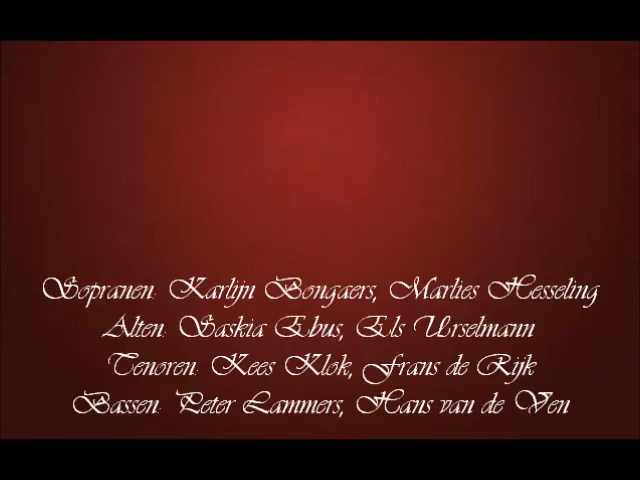 Sopranen: Karlijn Bongaers, Marlies Hesseling
Alten: Saskia Ebus, Els Urselmann
Tenoren: Kees Klok, Frans de Rijk
Bassen: Peter Lammers, Hans van de Ven